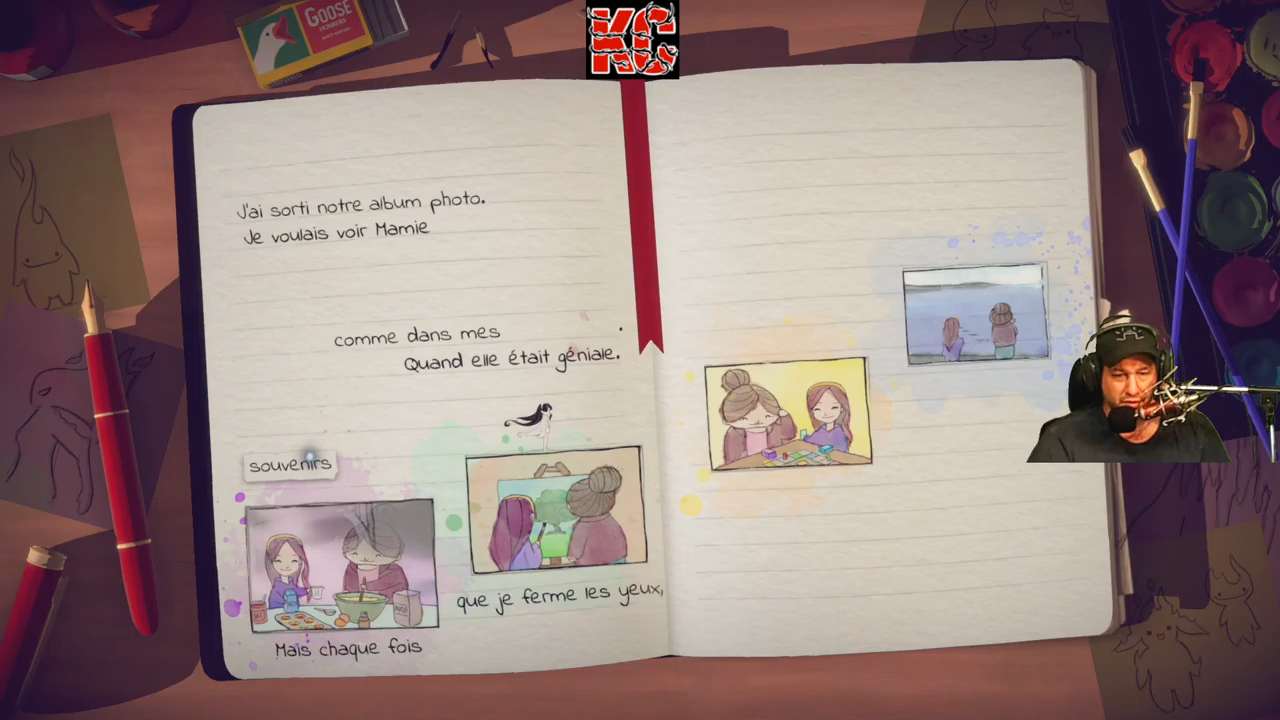 KC
GOOSE
J'ai sorti notre album photo.
Je voulais voir Mamie
comme dans mes .
Quand elle était géniale.
souvenirs
que je ferme les yeux,
Mais chaque fois